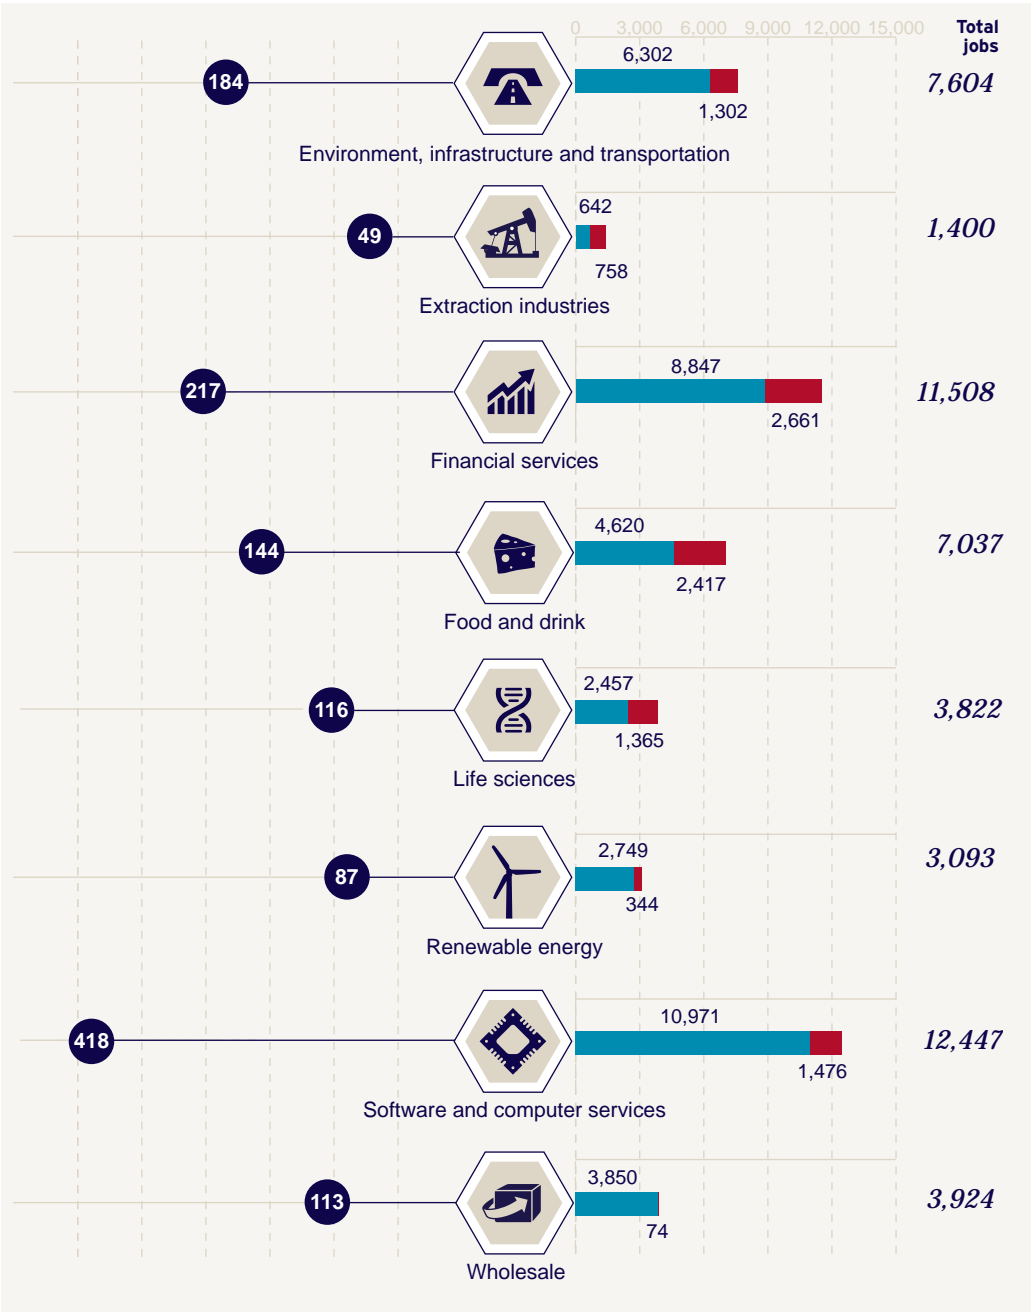 0 3,000 6,000 9,000 12,000 15,000
Total
jobs
184
6,302
1,302
7,604
Environment, infrastructure and transportation
49
642
758
1,400
Extraction industries
217
8,847
2,661
11,508
Financial services
144
4,620
2,417
7,037
Food and drink
116
2,457
1,365
3,822
Life sciences
87
2,749
344
3,093
Renewable energy
418
10,971
1,476
12,447
Software and computer services
113
3,850
74
3,924
Wholesale